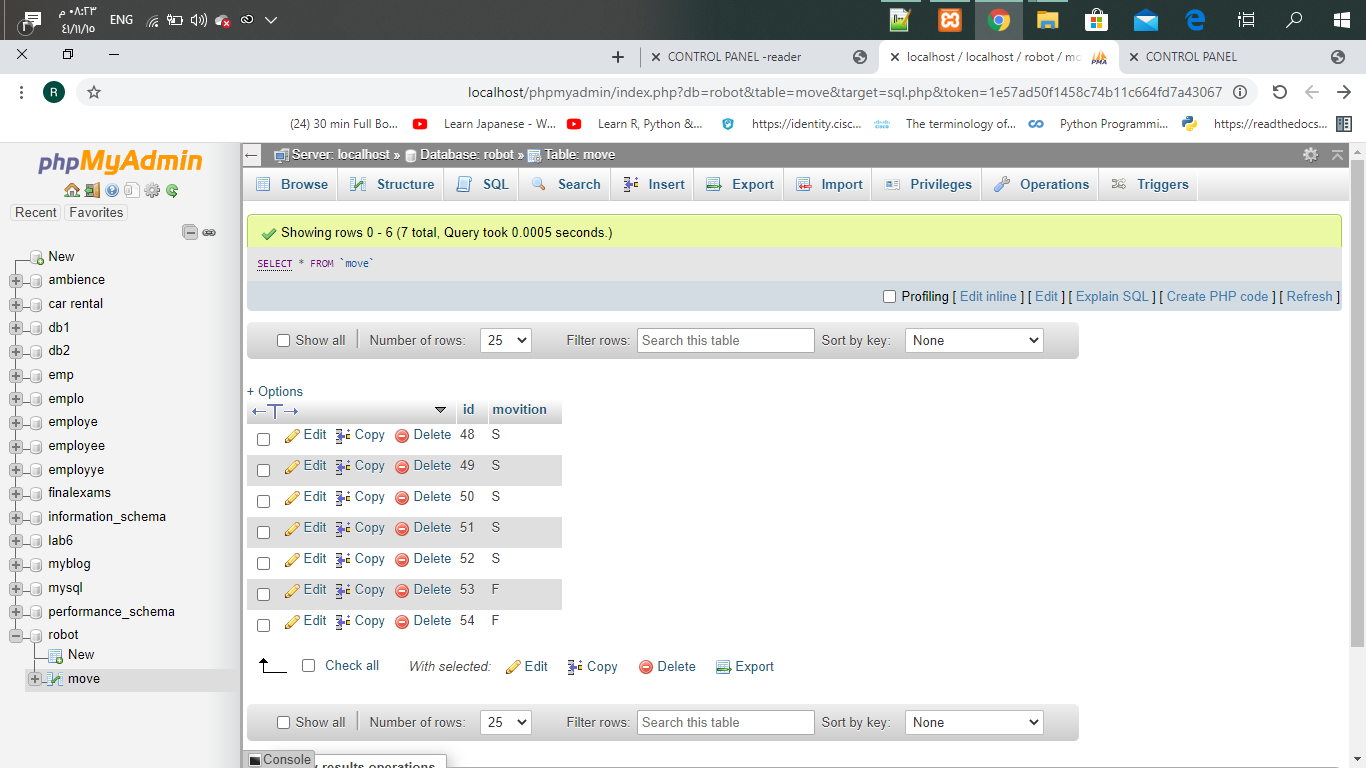 ٠٨:٢٣ م ENG
٤١/١١/١٥
CONTROL PANEL -reader
localhost / localhost / robot / mo
CONTROL PANEL
R
localhost/phpmyadmin/index.php?db=robot&table=move&target=sql.php&token=1e57ad50f1458c74b11c664fd7a43067
(24) 30 min Full Bo... Learn Japanese - W... Learn R, Python &... https://identity.cisc... The terminology of... Python Programmi... https://readthedocs...
phpMyAdmin
Recent Favorites
New
ambience
car rental
db1
db2
emp
emplo
employe
employee
employye
finalexams
information_schema
lab6
myblog
mysql
performance_schema
robot
New
move
Server: localhost » Database: robot » Table: move
Browse Structure SQL Search Insert Export Import Privileges Operations Triggers
Showing rows 0 - 6 (7 total, Query took 0.0005 seconds.)
SELECT * FROM `move`
Profiling [ Edit inline ] [ Edit ] [ Explain SQL ] [ Create PHP code ] [ Refresh ]
Show all Number of rows: 25 Filter rows: Search this table Sort by key: None
+ Options
←T→ id movition
Edit Copy Delete 48 S
Edit Copy Delete 49 S
Edit Copy Delete 50 S
Edit Copy Delete 51 S
Edit Copy Delete 52 S
Edit Copy Delete 53 F
Edit Copy Delete 54 F
Check all With selected: Edit Copy Delete Export
Show all Number of rows: 25 Filter rows: Search this table Sort by key: None
Console
results operations